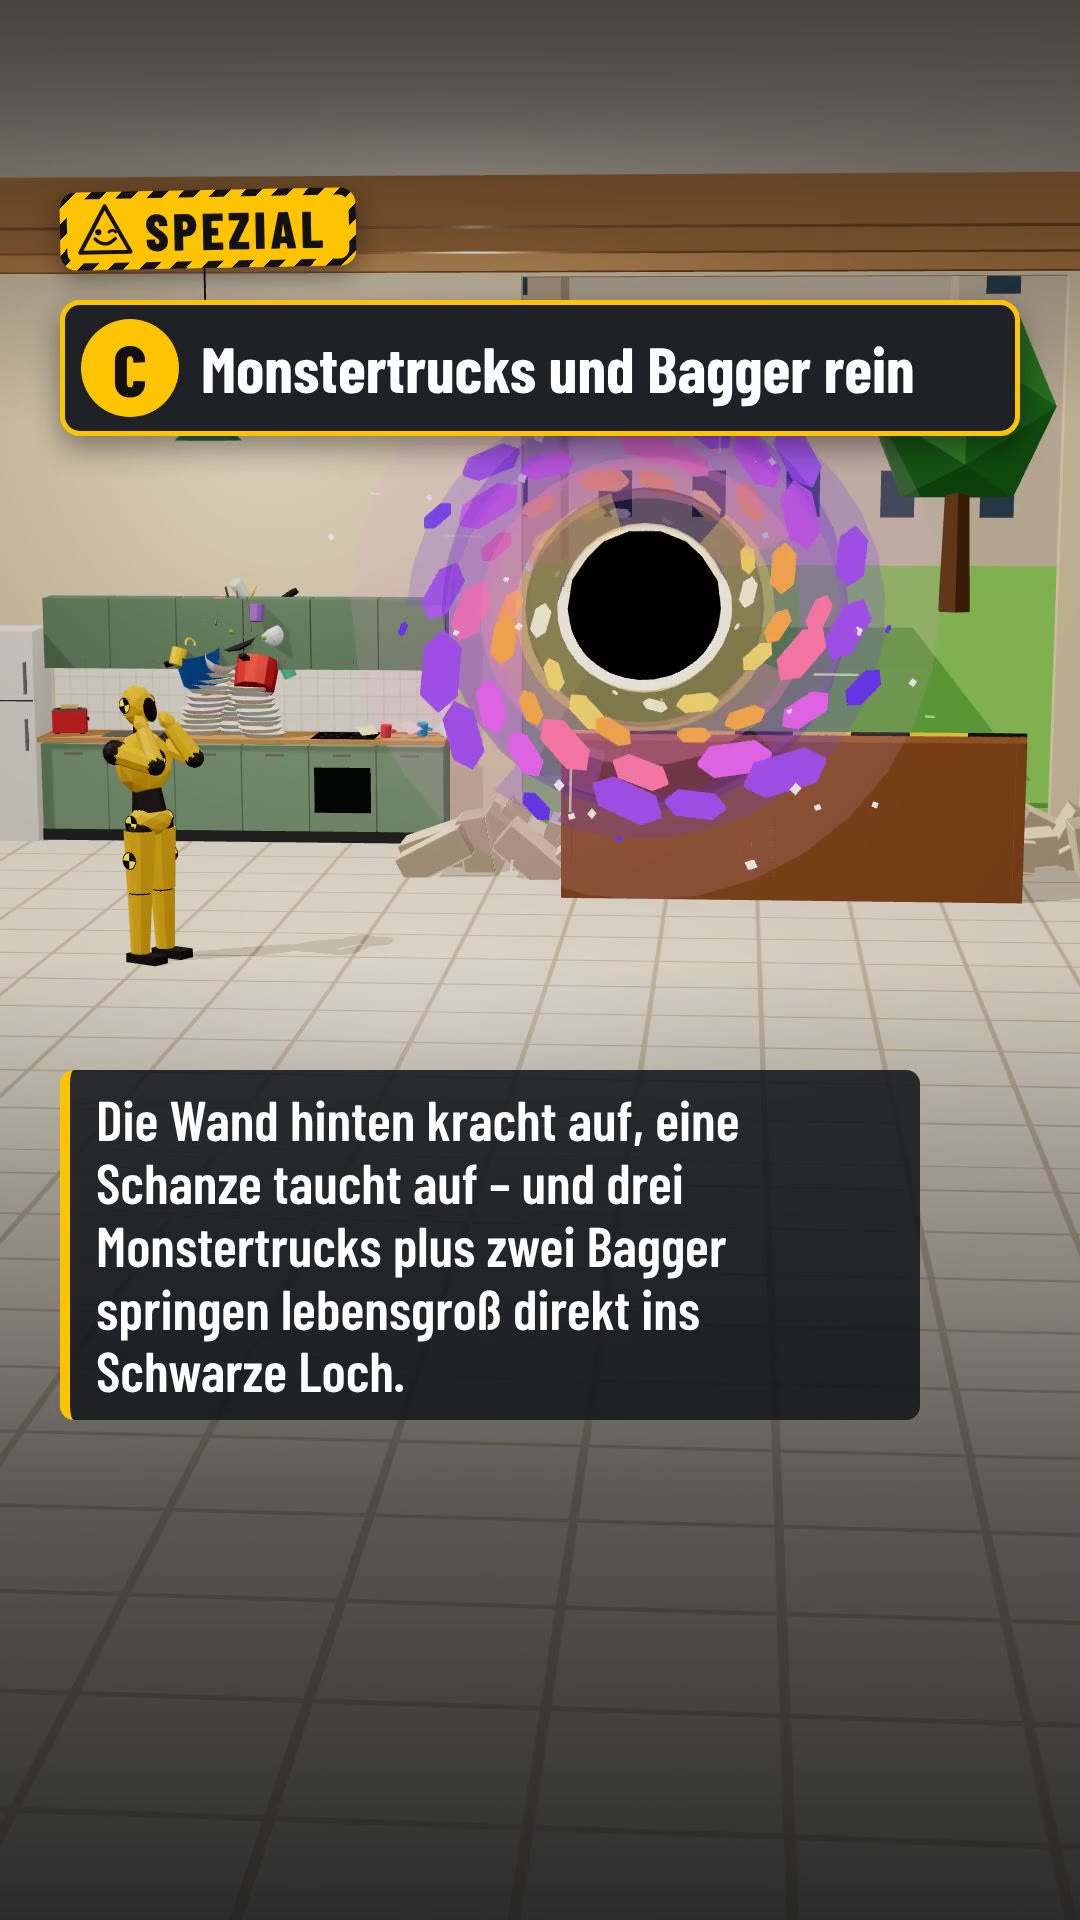 SPEZIAL
C Monstertrucks und Bagger rein
Die Wand hinten kracht auf, eine
Schanze taucht auf – und drei
Monstertrucks plus zwei Bagger
springen lebensgroß direkt ins
Schwarze Loch.